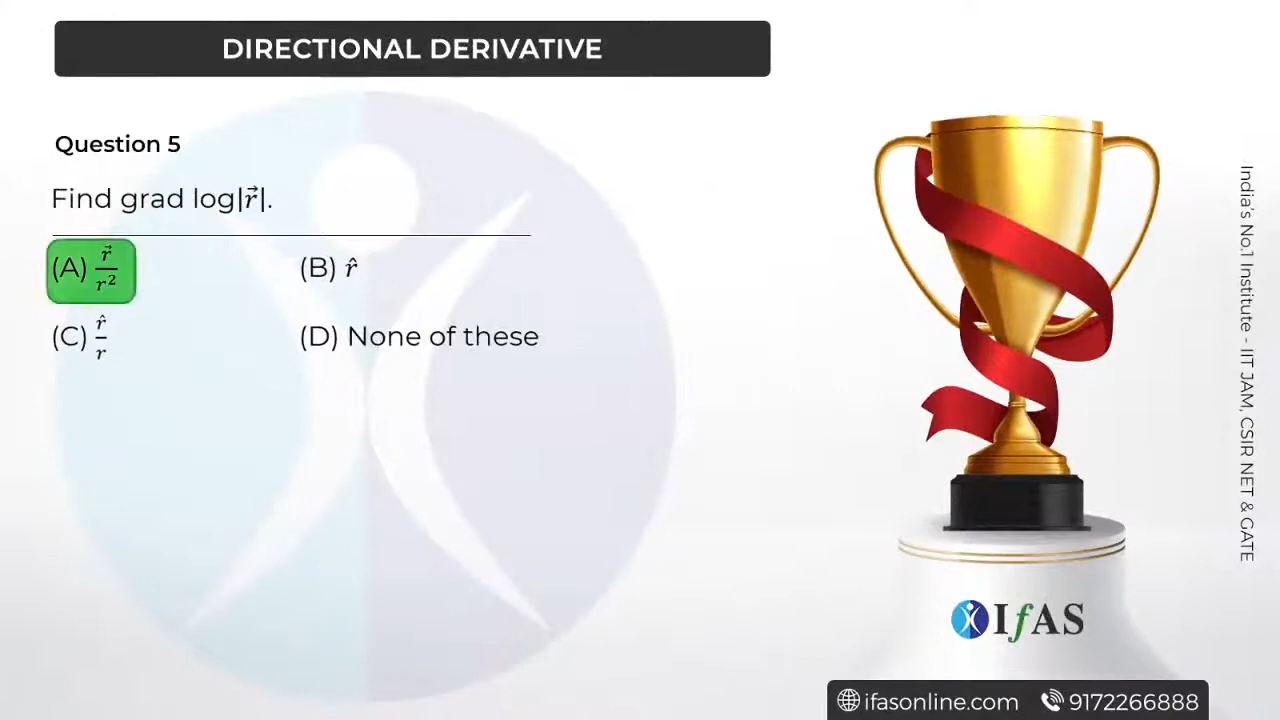 DIRECTIONAL DERIVATIVE
Question 5
Find grad log|r⃗|.
(A) r⃗/r² (B) r̂
(C) r̂/r (D) None of these
India's No.1 Institute - IIT JAM, CSIR NET & GATE
IfAS
ifasonline.com 9172266888